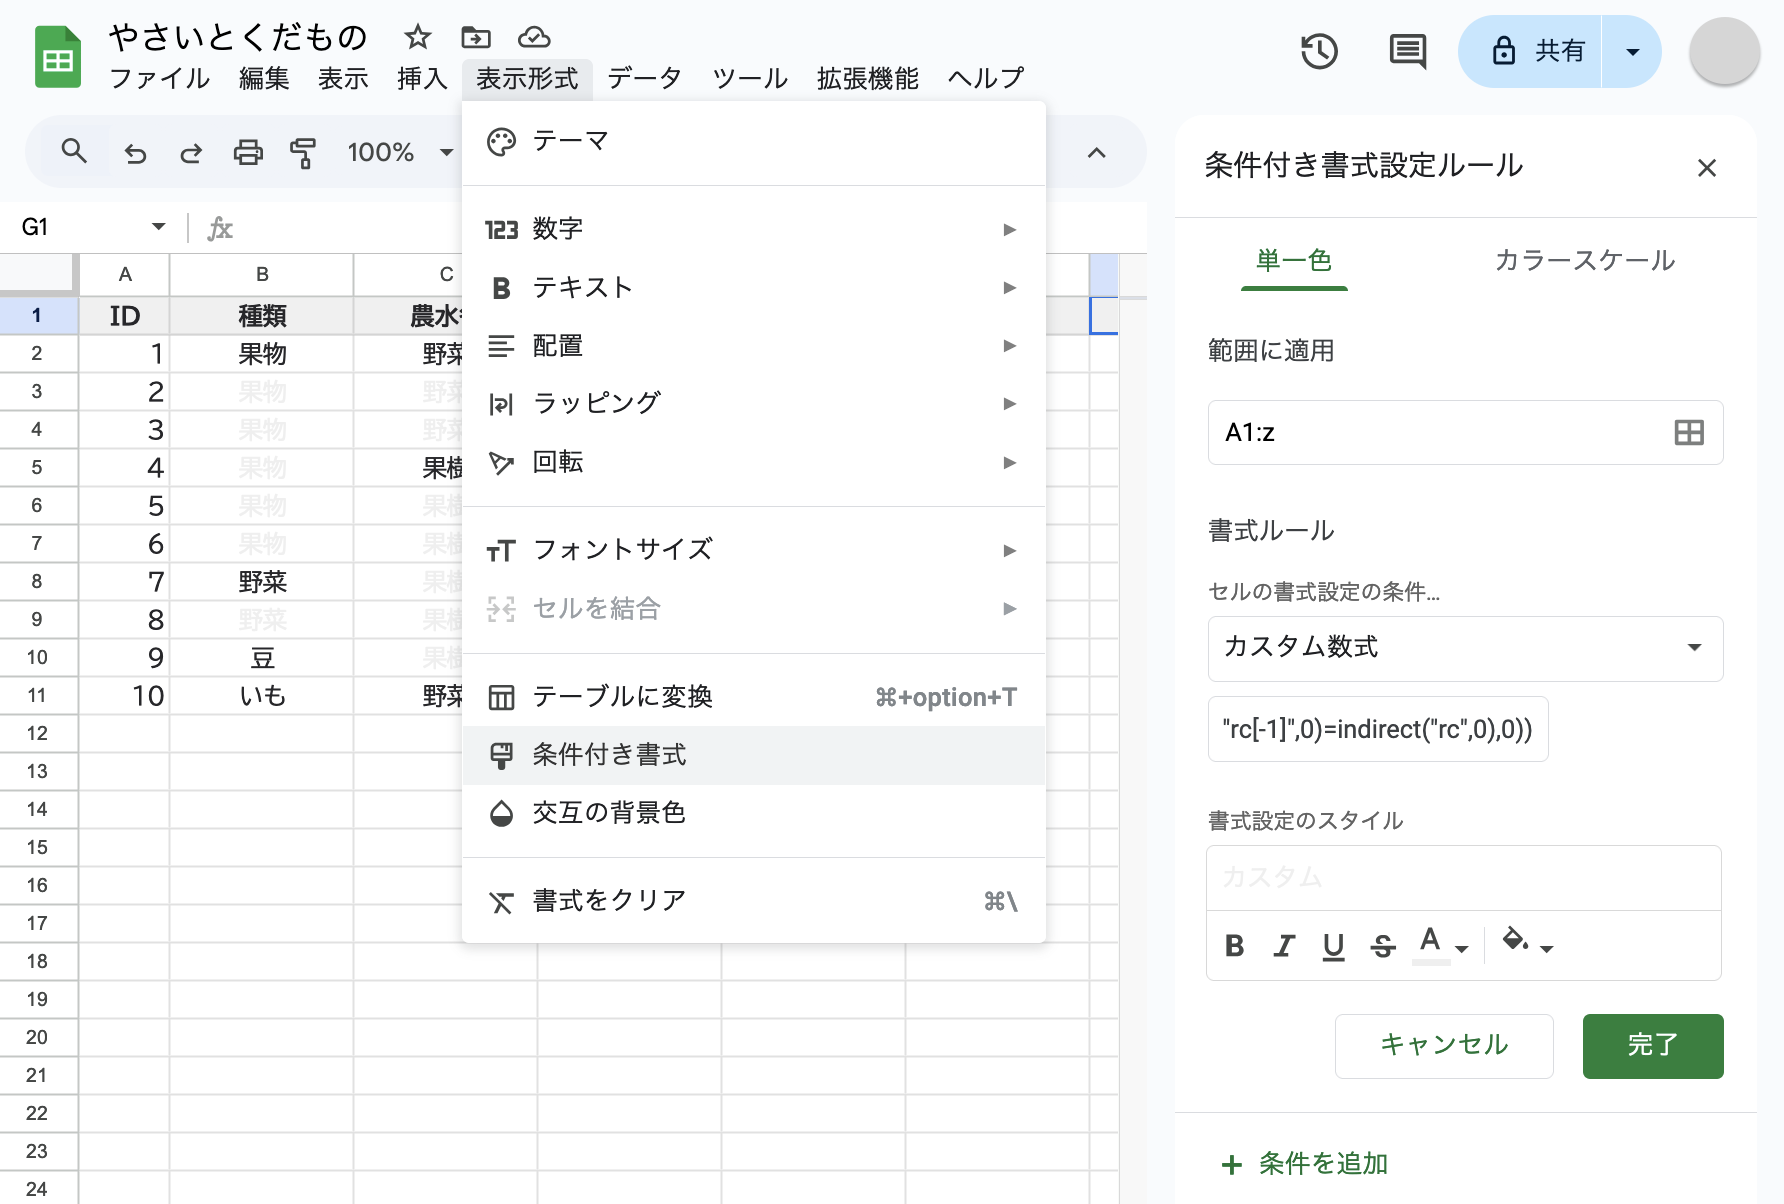 やさいとくだもの
ファイル 編集 表示 挿入 表示形式 データ ツール 拡張機能 ヘルプ
共有
100%
G1
fx
A B C
1 ID 種類 農水
2 1 果物 野菜
3 2 果物 野菜
4 3 果物 野菜
5 4 果物 果樹
6 5 果物 果樹
7 6 果物 果樹
8 7 野菜 果樹
9 8 野菜 果樹
10 9 豆 果樹
11 10 いも 野菜
12
13
14
15
16
17
18
19
20
21
22
23
24
テーマ
123 数字
B テキスト
配置
ラッピング
回転
TT フォントサイズ
セルを結合
テーブルに変換 ⌘+option+T
条件付き書式
交互の背景色
書式をクリア ⌘\
条件付き書式設定ルール
単一色 カラースケール
範囲に適用
A1:z
書式ルール
セルの書式設定の条件...
カスタム数式
"rc[-1]",0)=indirect("rc",0),0))
書式設定のスタイル
カスタム
B I U S A
キャンセル 完了
+ 条件を追加